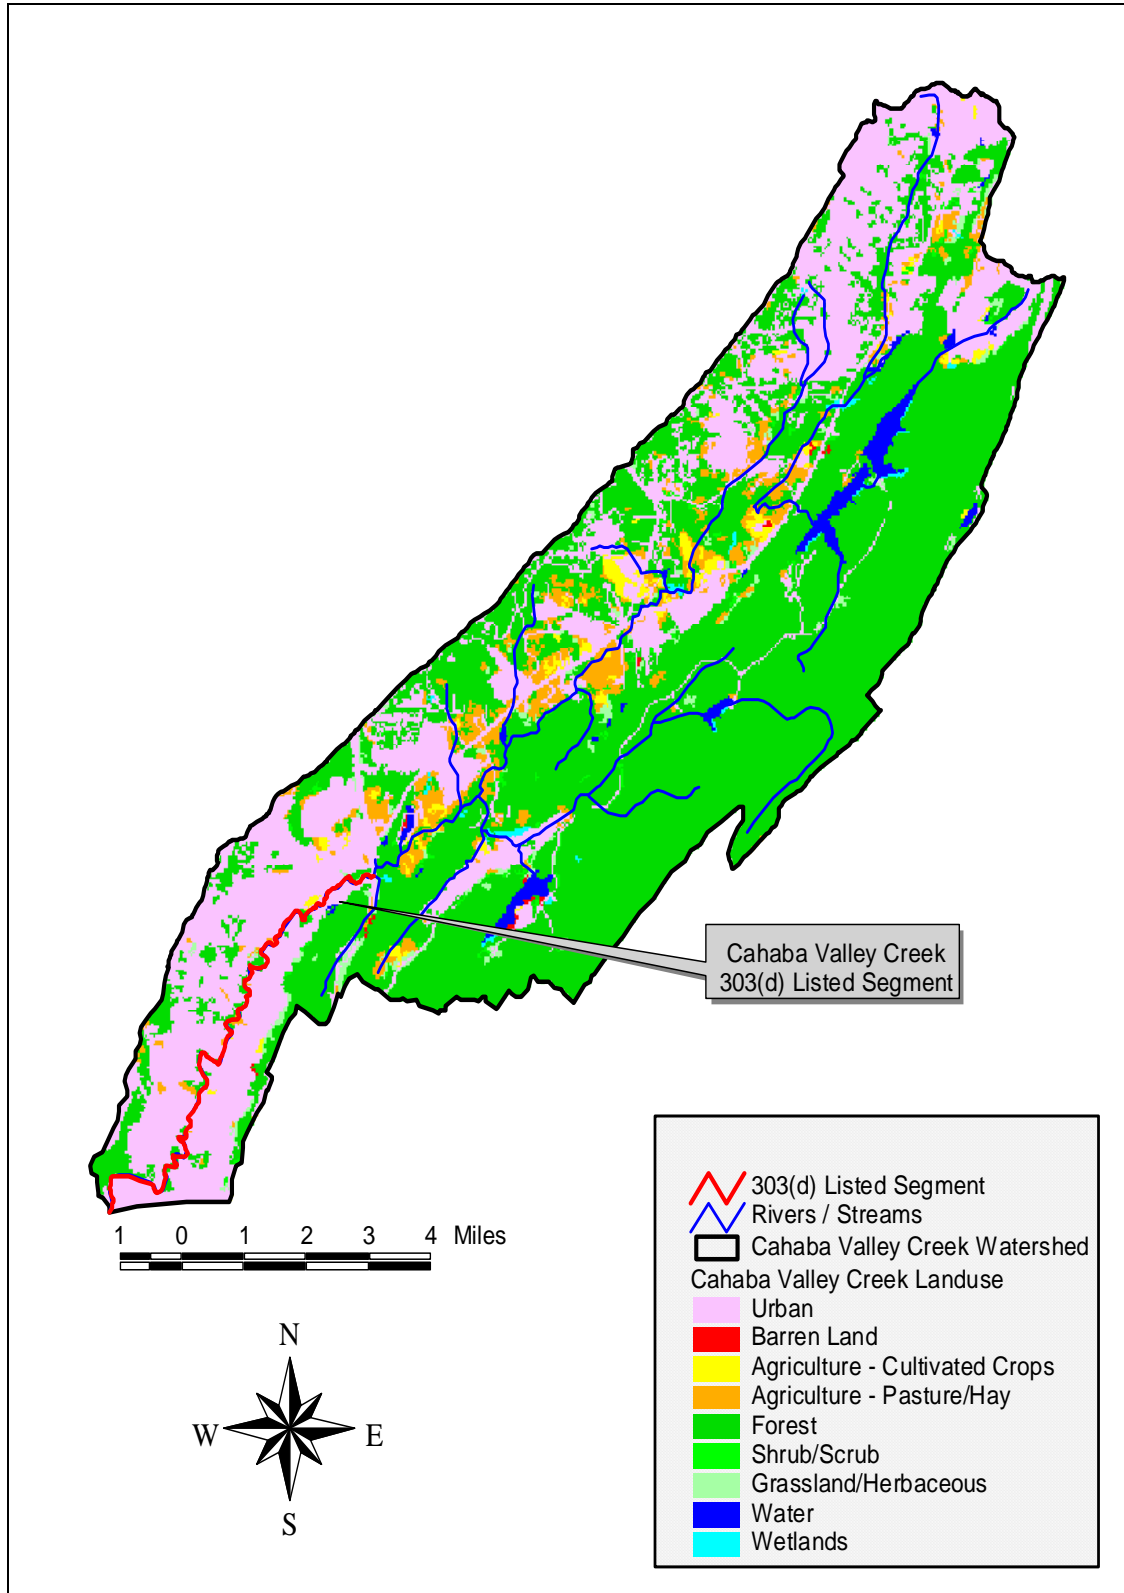 Cahaba Valley Creek
303(d) Listed Segment
1 0 1 2 3 4 Miles
N
W E
S
303(d) Listed Segment
Rivers / Streams
Cahaba Valley Creek Watershed
Cahaba Valley Creek Landuse
Urban
Barren Land
Agriculture - Cultivated Crops
Agriculture - Pasture/Hay
Forest
Shrub/Scrub
Grassland/Herbaceous
Water
Wetlands